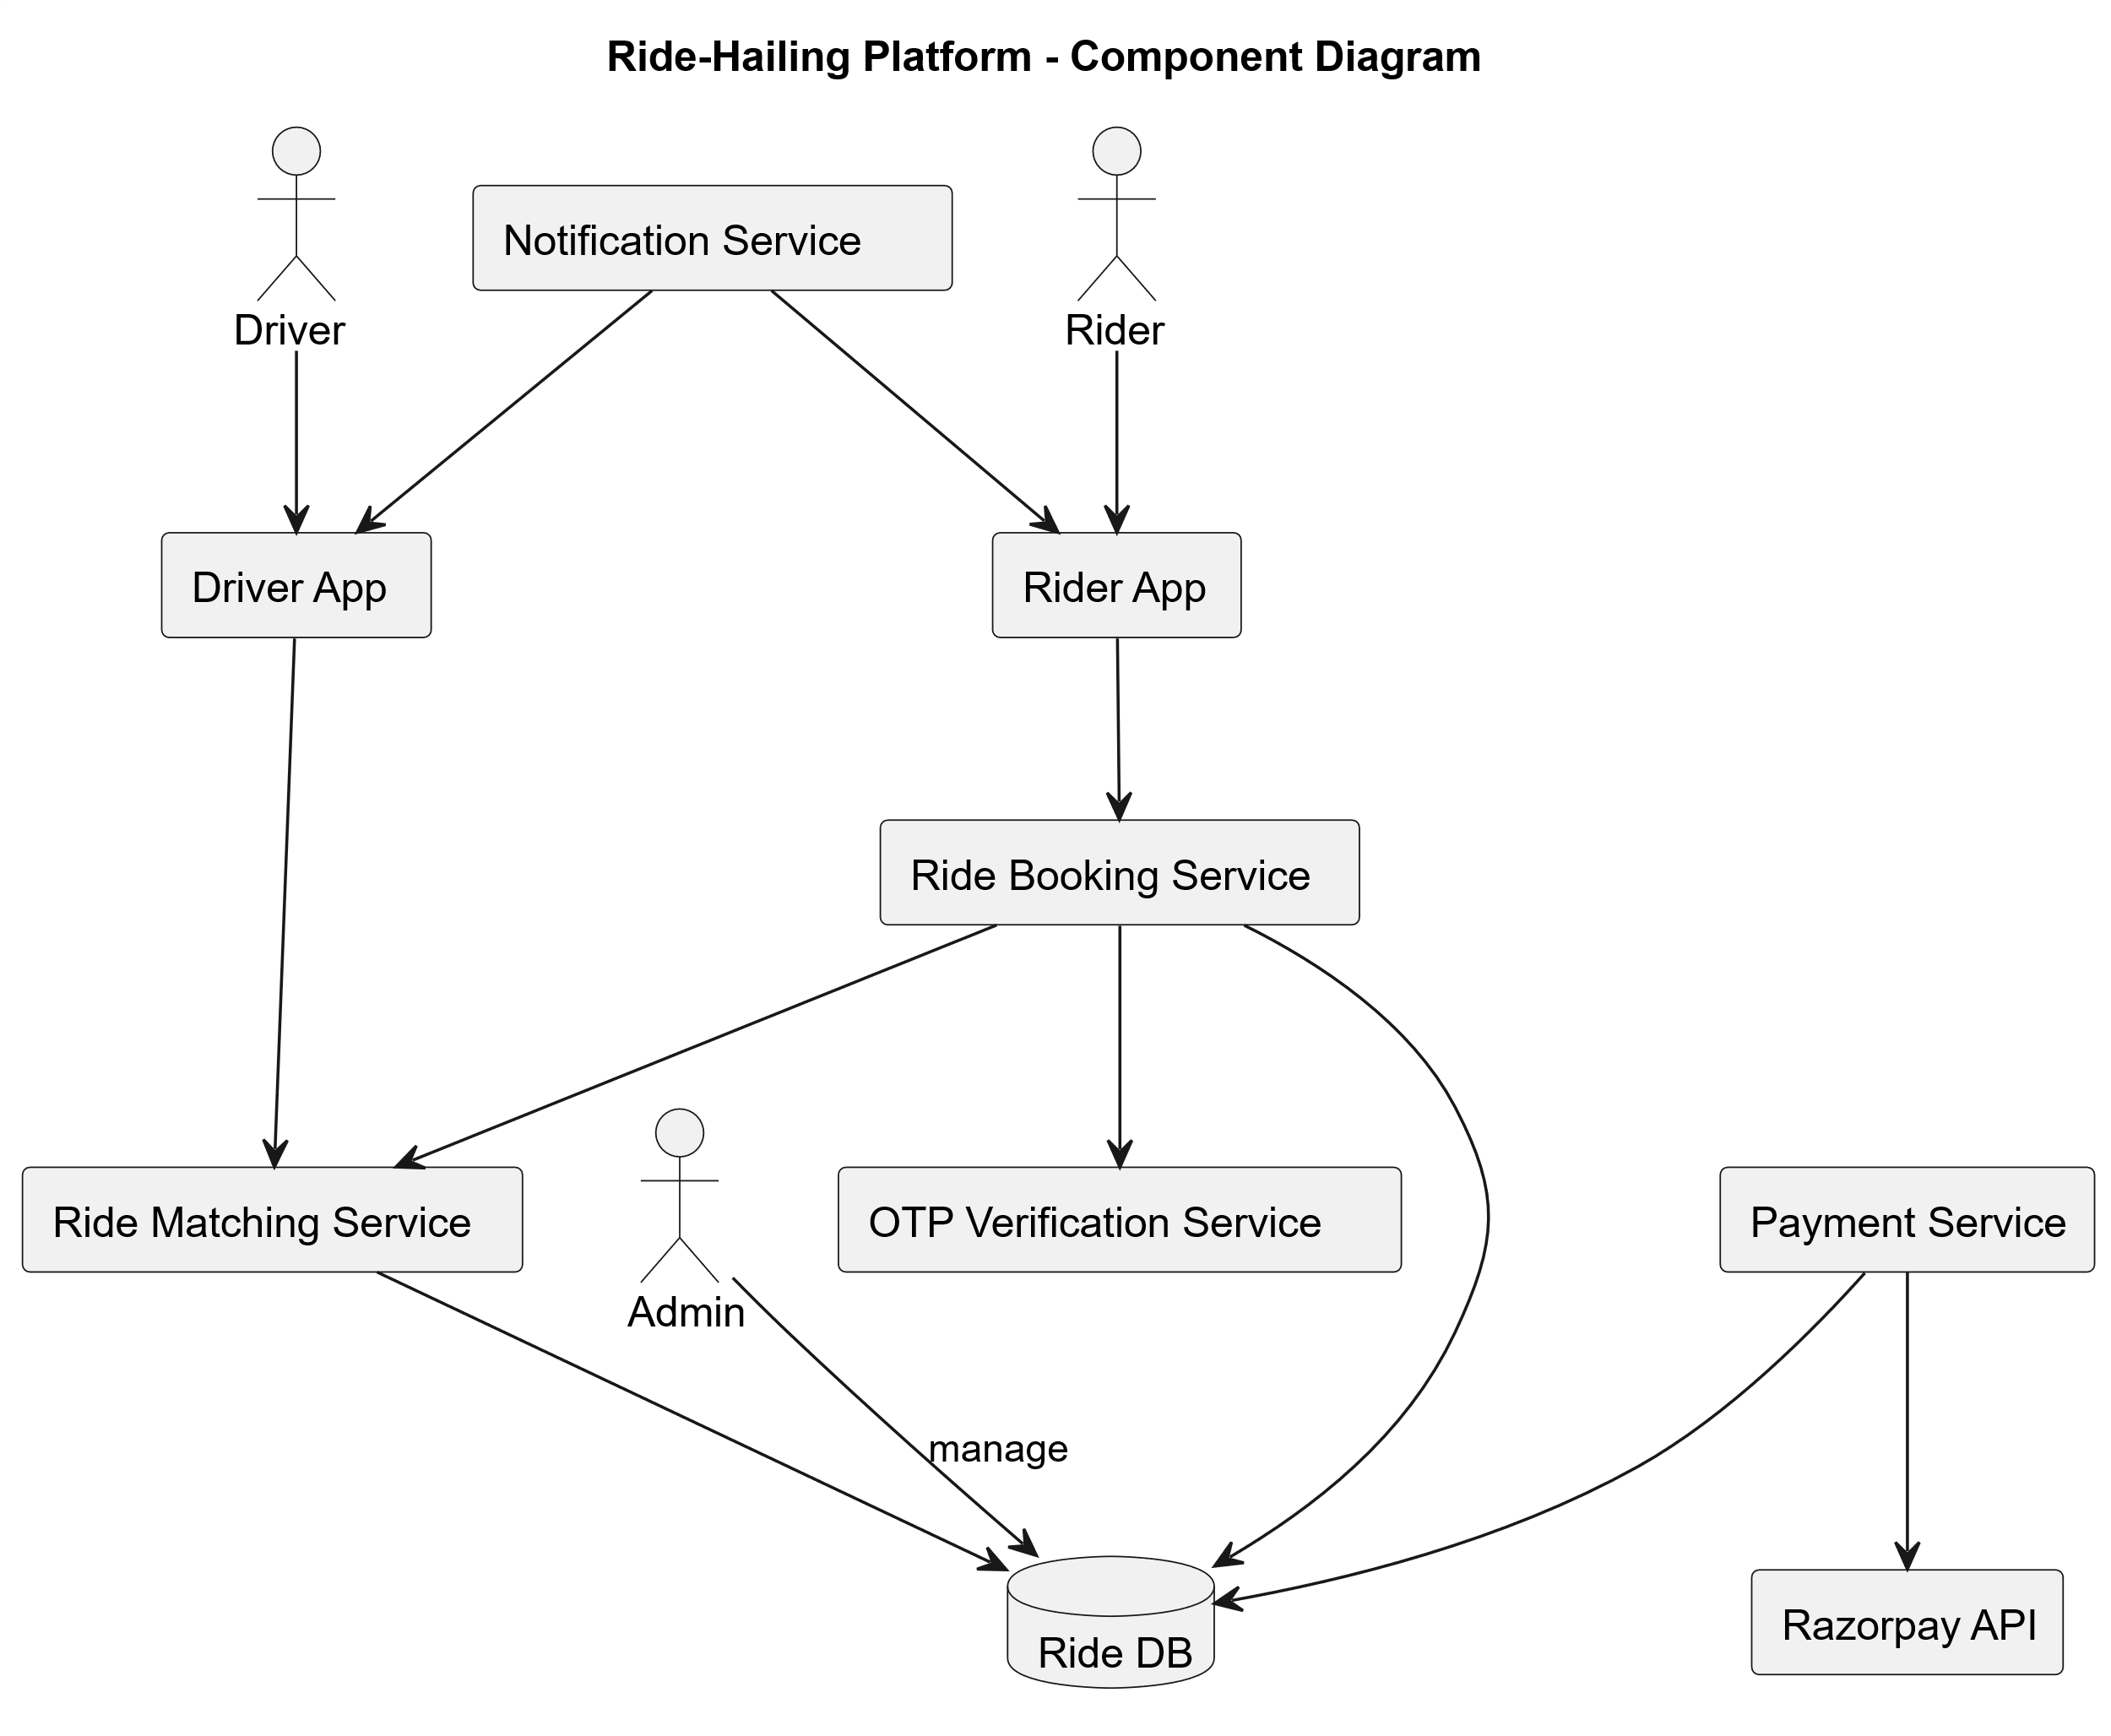 Ride-Hailing Platform - Component Diagram
Notification Service
Driver
Rider
Driver App
Rider App
Ride Booking Service
Ride Matching Service
OTP Verification Service
Payment Service
Admin
manage
Razorpay API
Ride DB